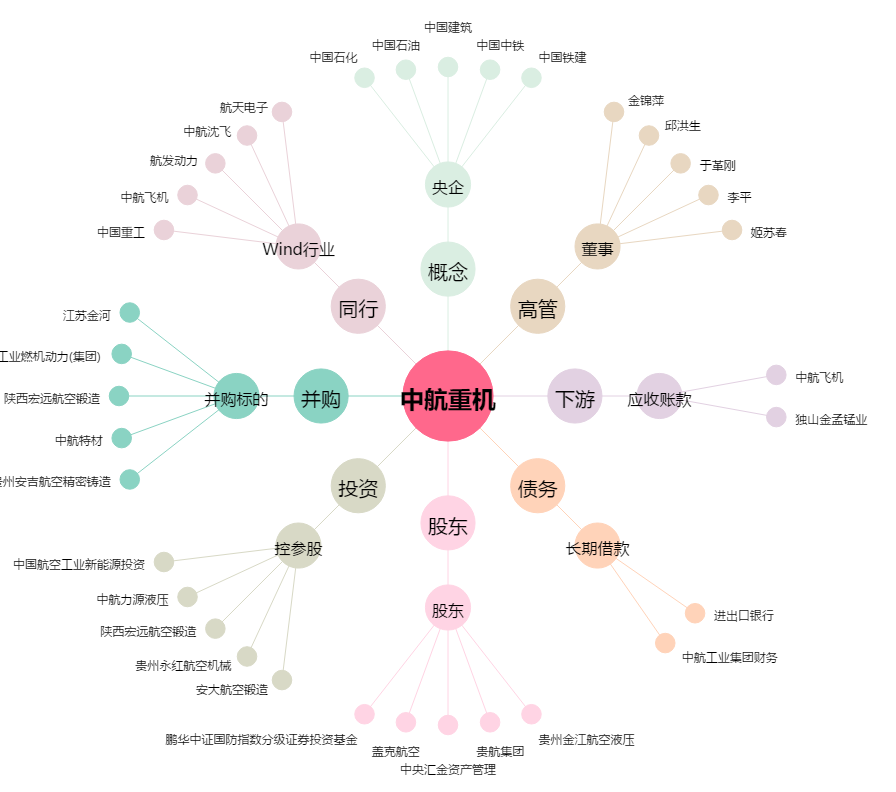 中国建筑
中国石油
中国中铁
中国石化
中国铁建
航天电子
金锦萍
中航沈飞
邱洪生
航发动力
于革刚
央企
中航飞机
李平
中国重工
姬苏春
Wind行业
董事
概念
同行
高管
江苏金河
工业燃机动力(集团)
中航飞机
陕西宏远航空锻造
并购标的
并购
中航重机
下游
应收账款
独山金孟锰业
中航特材
州安吉航空精密铸造
投资
债务
股东
控参股
长期借款
中国航空工业新能源投资
中航力源液压
股东
进出口银行
陕西宏远航空锻造
贵州永红航空机械
中航工业集团财务
安大航空锻造
鹏华中证国防指数分级证券投资基金
贵州金江航空液压
盖克航空
贵航集团
中央汇金资产管理